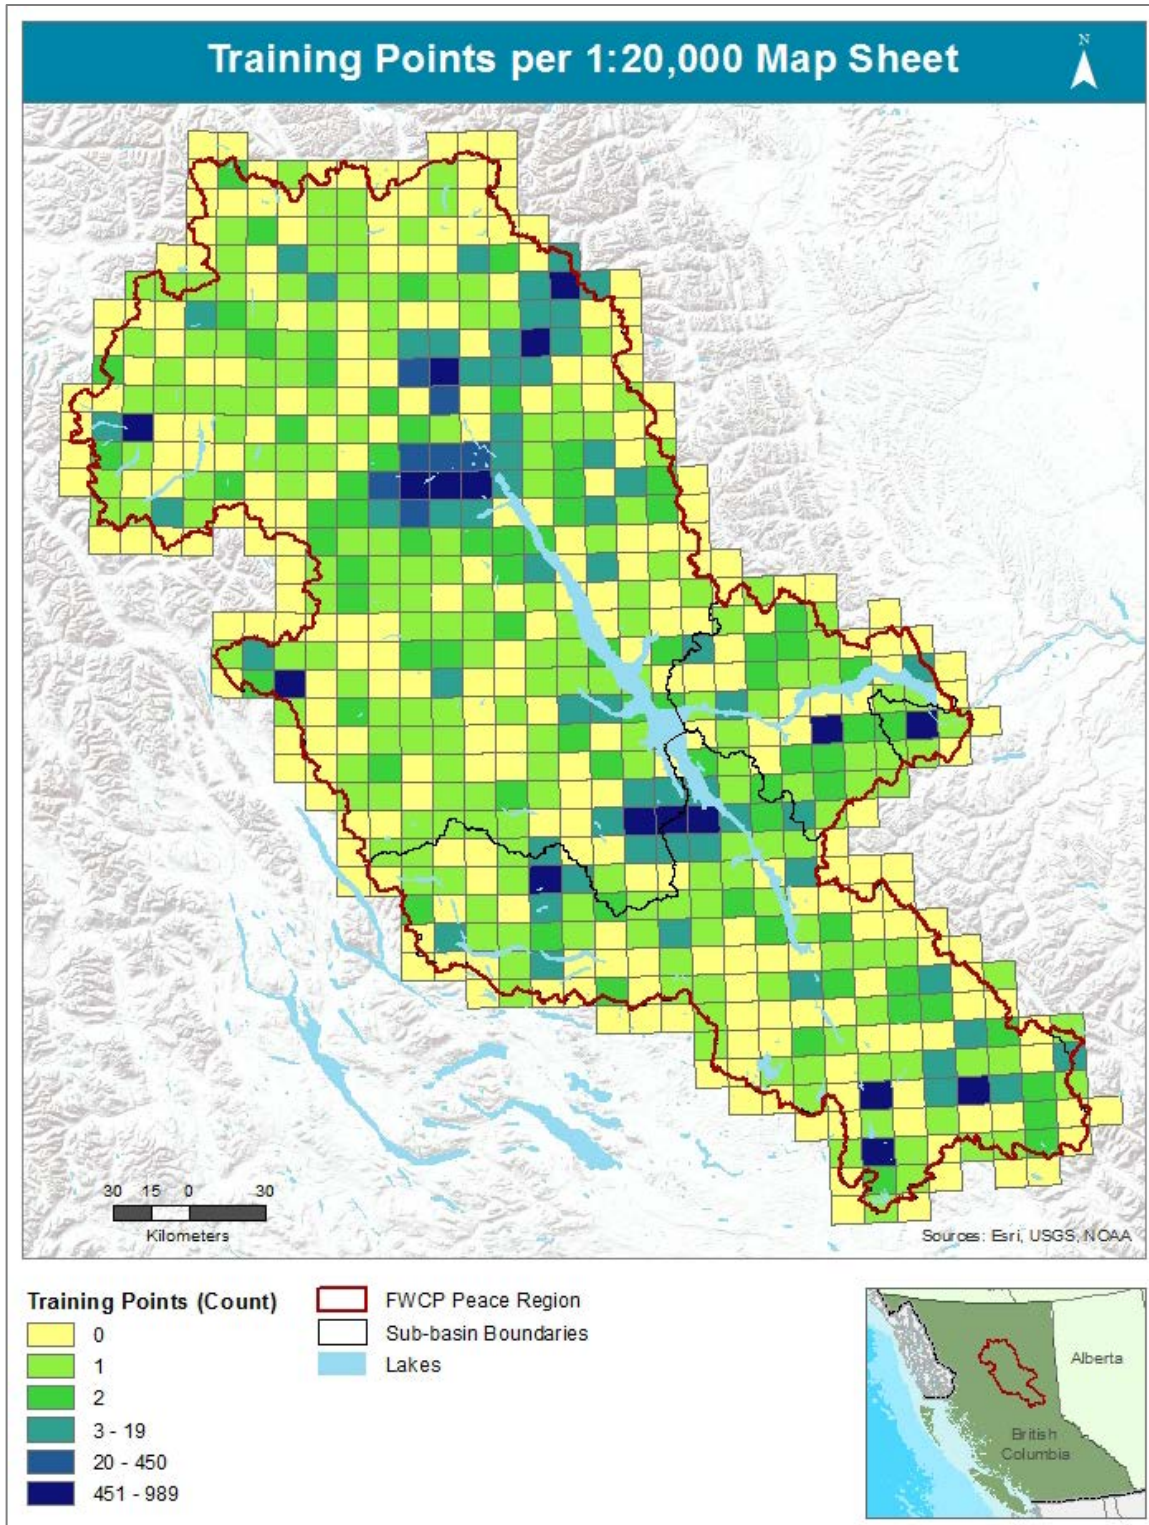 Training Points per 1:20,000 Map Sheet
N
30 15 0 30
Kilometers
Sources: Esri, USGS, NOAA
Training Points (Count)
0
1
2
3 - 19
20 - 450
451 - 989
FWCP Peace Region
Sub-basin Boundaries
Lakes
Alberta
British
Columbia